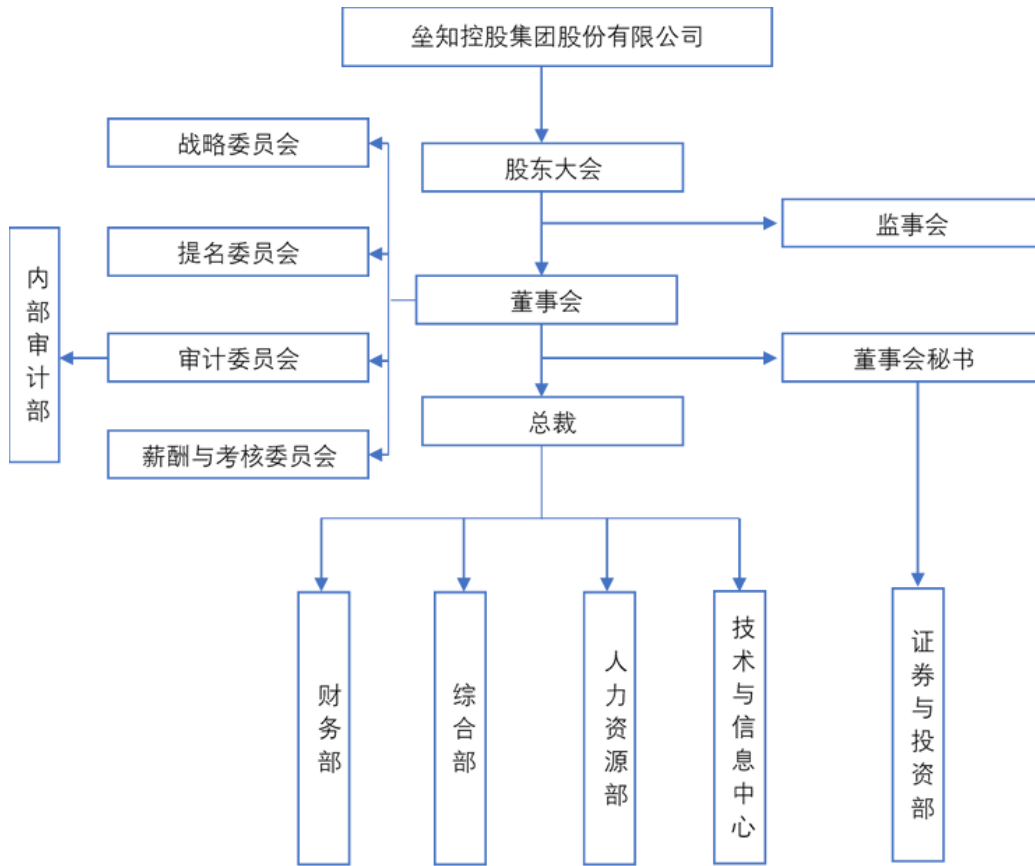 垒知控股集团股份有限公司
战略委员会
股东大会
监事会
提名委员会
董事会
内部审计部
审计委员会
董事会秘书
总裁
薪酬与考核委员会
财务部
综合部
人力资源部
技术与信息中心
证券与投资部